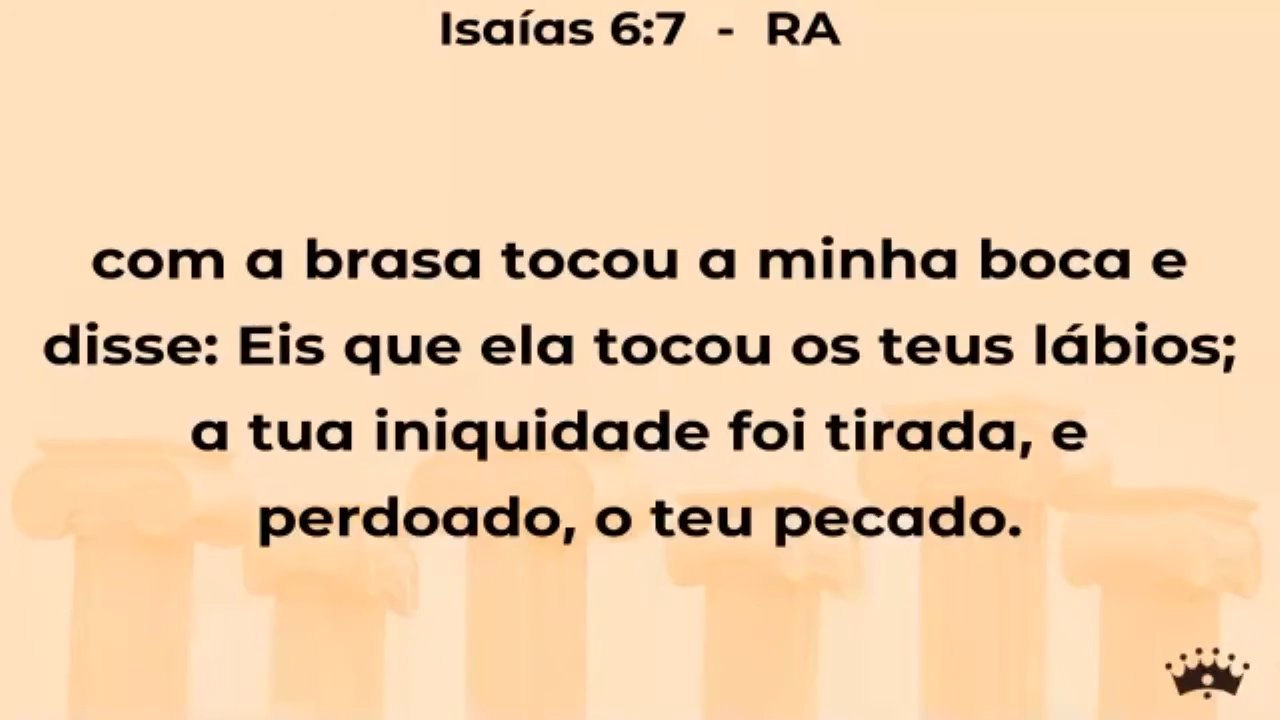 Isaías 6:7 - RA
com a brasa tocou a minha boca e
disse: Eis que ela tocou os teus lábios;
a tua iniquidade foi tirada, e
perdoado, o teu pecado.